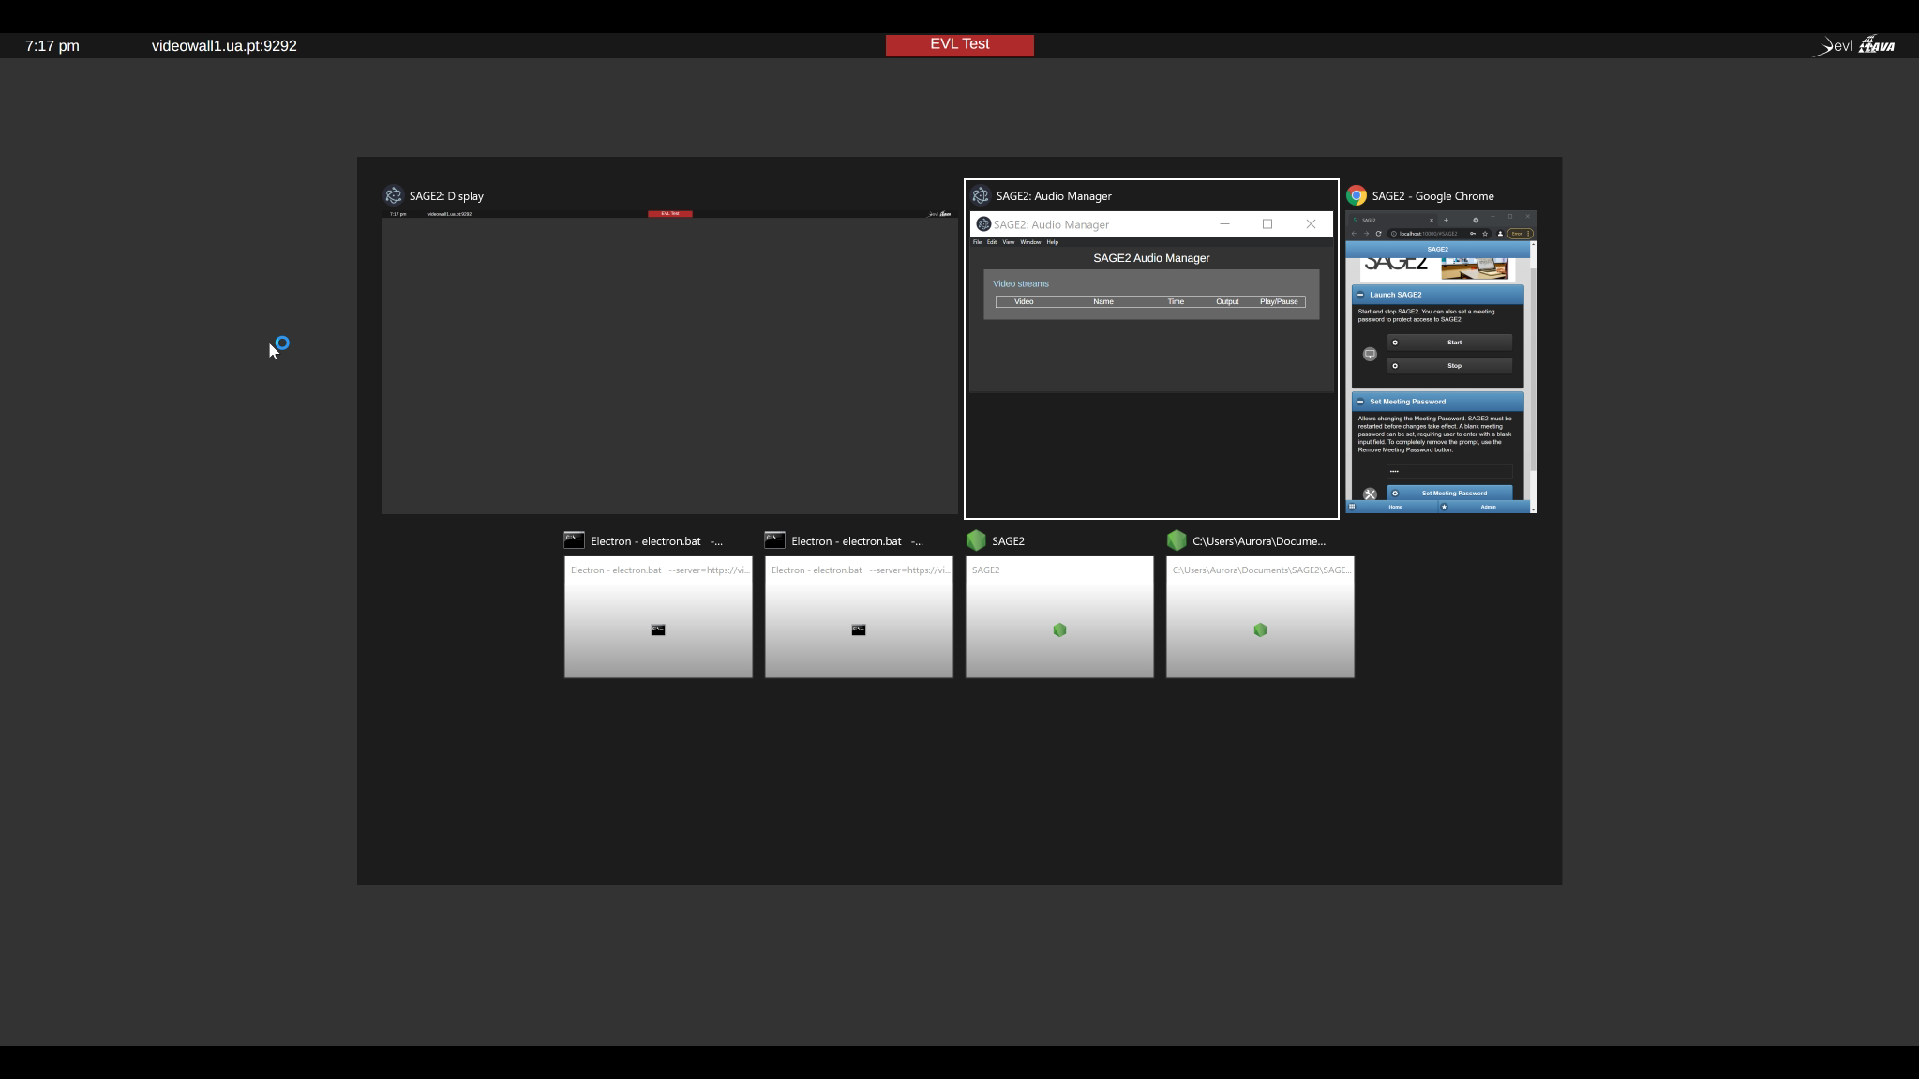 7:17 pm
videowall1.ua.pt:9292
EVL Test
evl
SAGE2: Display
SAGE2: Audio Manager
SAGE2 - Google Chrome
7:17 pm
videowall1.ua.pt:9292
EVL Test
SAGE2: Audio Manager
File Edit View Window Help
SAGE2 Audio Manager
Video streams
Video Name Time Output Play/Pause
SAGE2
localhost:10000/#SAGE2
Error
SAGE2
SAGE2
Launch SAGE2
Start and stop SAGE2. You can also set a meeting
password to protect access to SAGE2.
Start
Stop
Set Meeting Password
Allows changing the Meeting Password. SAGE2 must be
restarted before changes take effect. A blank meeting
password can be set, requiring user to enter with a blank
input field. To completely remove the prompt, use the
Remove Meeting Password button.
••••
Set Meeting Password
Home
Admin
Electron - electron.bat -...
Electron - electron.bat -...
SAGE2
C:\Users\Aurora\Docume...
Electron - electron.bat --server=https://vi...
Electron - electron.bat --server=https://vi...
SAGE2
C:\Users\Aurora\Documents\SAGE2\SAGE...